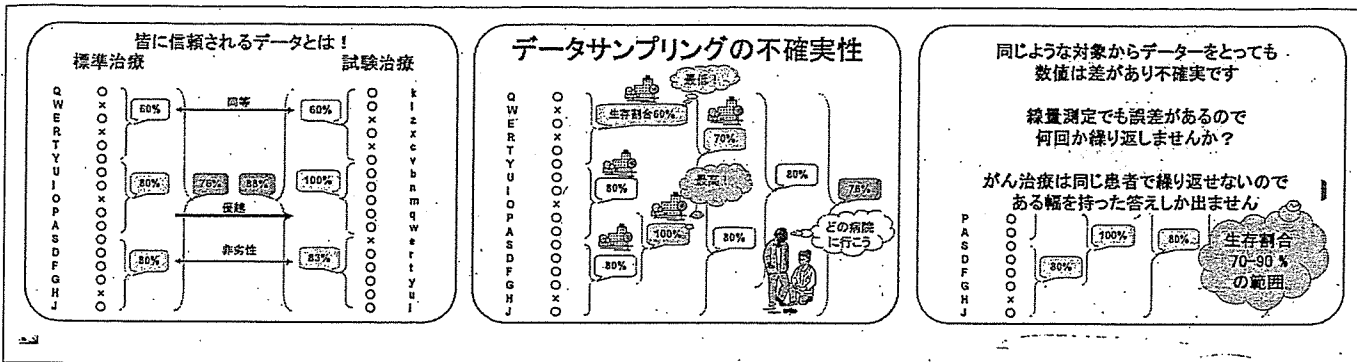 皆に信頼されるデータとは！
標準治療
試験治療
Q
W
E
R
T
Y
U
I
O
P
A
S
D
F
G
H
J
60%
同等
60%
80%
76%
88%
100%
優越
80%
非劣性
83%
k
l
z
x
c
v
b
n
m
q
w
e
r
t
y
u
データサンプリングの不確実性
Q
W
E
R
T
Y
U
I
O
P
A
S
D
F
G
H
J
最低！
生存割合60%
70%
80%
80%
76%
最高！
100%
80%
80%
どの病院
に行こう
同じような対象からデーターをとっても
数値は差があり不確実です
線量測定でも誤差があるので
何回か繰り返しませんか？
がん治療は同じ患者で繰り返せないので
ある幅を持った答えしか出ません
P
A
S
D
F
G
H
J
80%
100%
80%
生存割合
70-90 %
の範囲